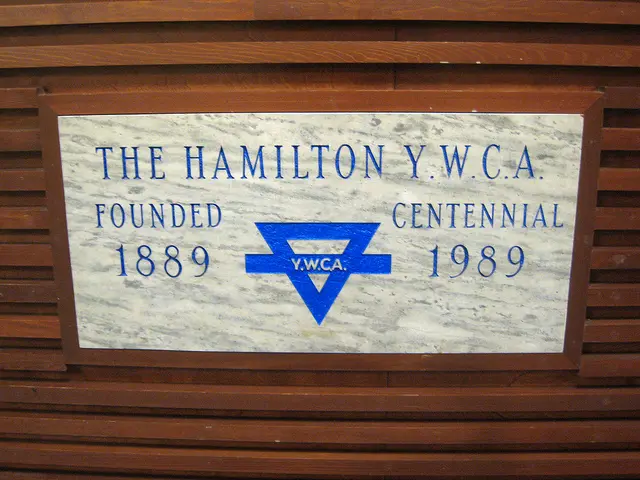 THE HAMILTON Y.W.C.A.
FOUNDED CENTENNIAL
1889 Y.W.C.A. 1989